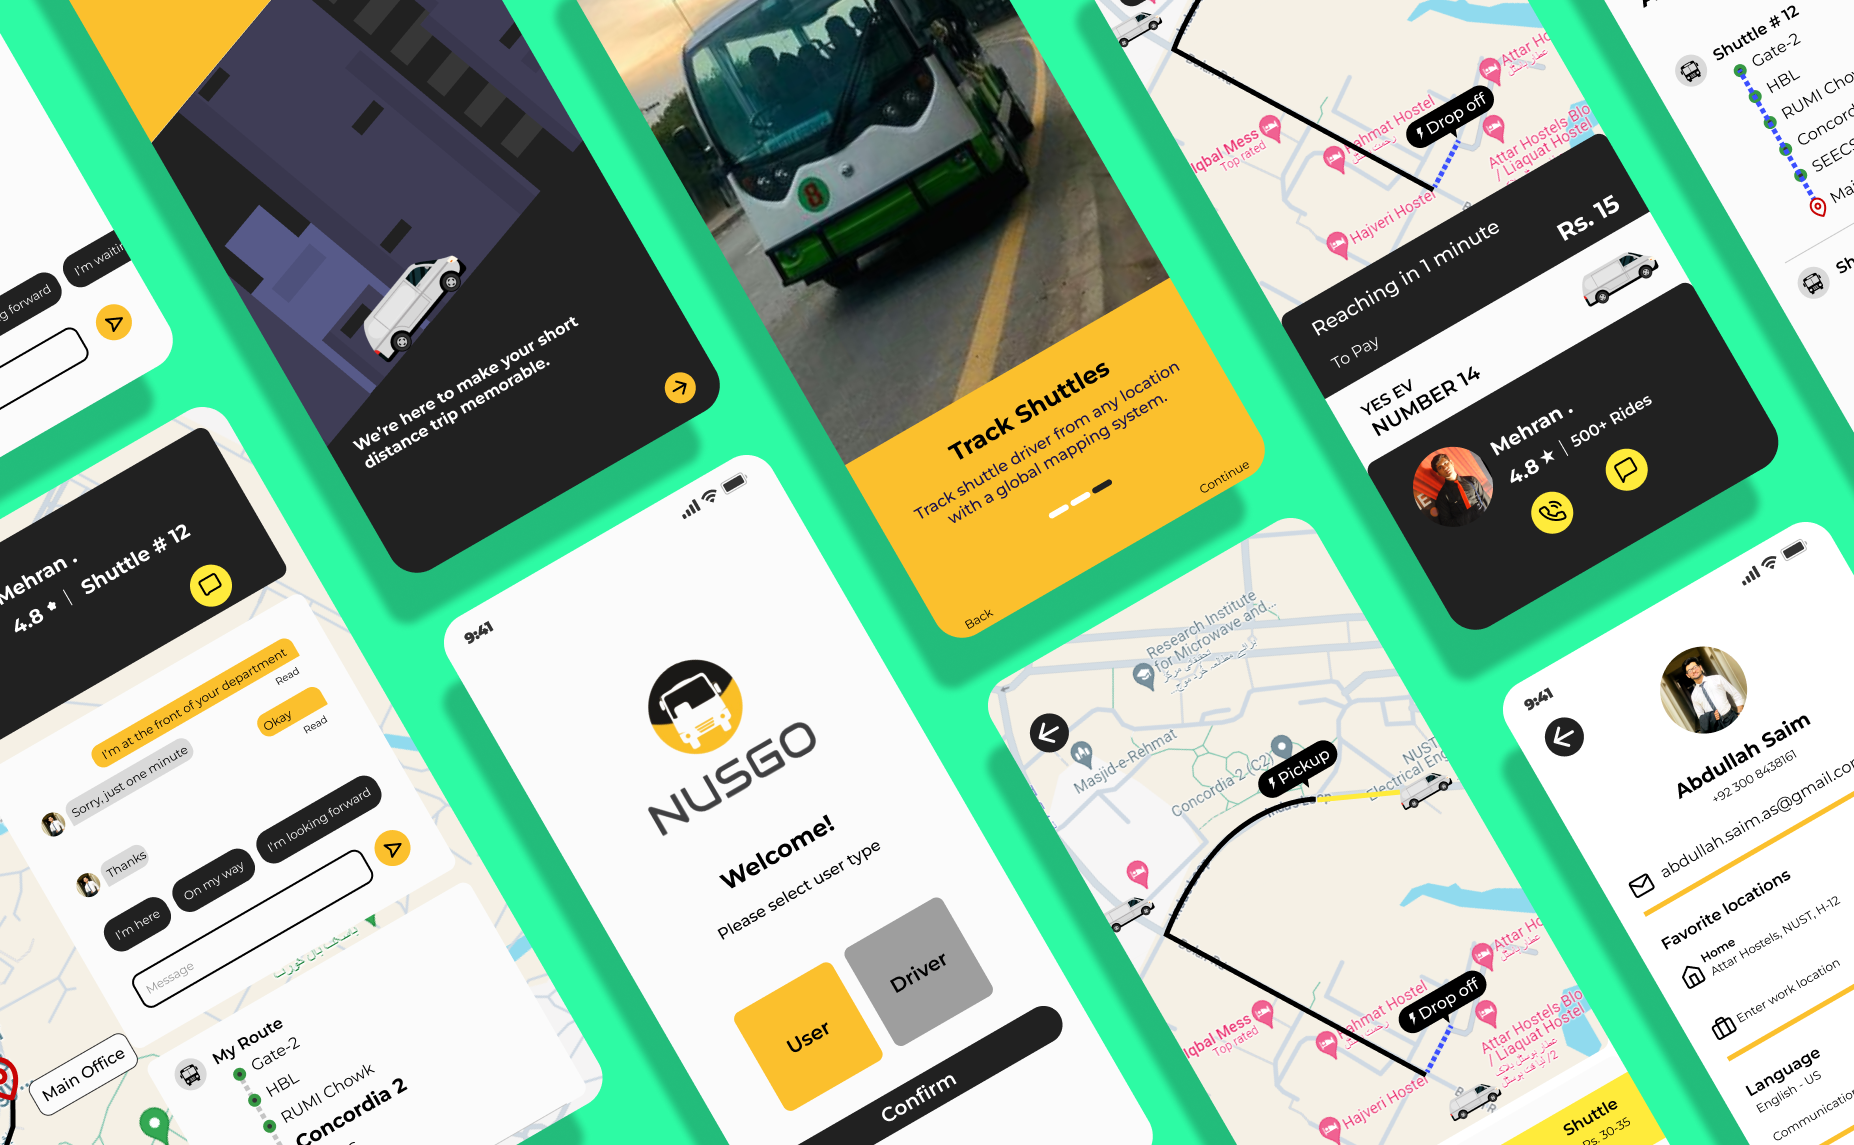 I'm waiting
g forward
Mehran .
4.8 ★ | Shuttle # 12
I'm at the front of your department
Read
Okay
Read
Sorry, just one minute
Thanks
I'm here
On my way
I'm looking forward
Message
Main Office
My Route
Gate-2
HBL
RUMI Chowk
Concordia 2
We're here to make your short
distance trip memorable.
9:41
NUSGO
Welcome!
Please select user type
User
Driver
Confirm
8
Track Shuttles
Track shuttle driver from any location
with a global mapping system.
Back
Continue
Attar Ho
Drop off
Rahmat Hostel
Iqbal Mess
Top rated
Attar Hostels Blo
/ Liaquat Hostel
Hajveri Hostel
Reaching in 1 minute
Rs. 15
To Pay
YES EV
NUMBER 14
Mehran .
4.8 ★ | 500+ Rides
Research Institute
for Microwave and...
Masjid-e-Rehmat
Concordia 2 (C2)
Pickup
NUST
Electrical Eng
Attar Ho
Drop off
Rahmat Hostel
Iqbal Mess
Top rated
Attar Hostels Blo
/ Liaquat Hostel
Hajveri Hostel
Shuttle
Rs. 30-35
Shuttle # 12
Gate-2
HBL
RUMI Cho
Concord
SEECS
Mai
Sh
9:41
Abdullah Saim
+92 300 8438161
abdullah.saim.as@gmail.com
Favorite locations
Home
Attar Hostels, NUST, H-12
Enter work location
Language
English - US
Communication